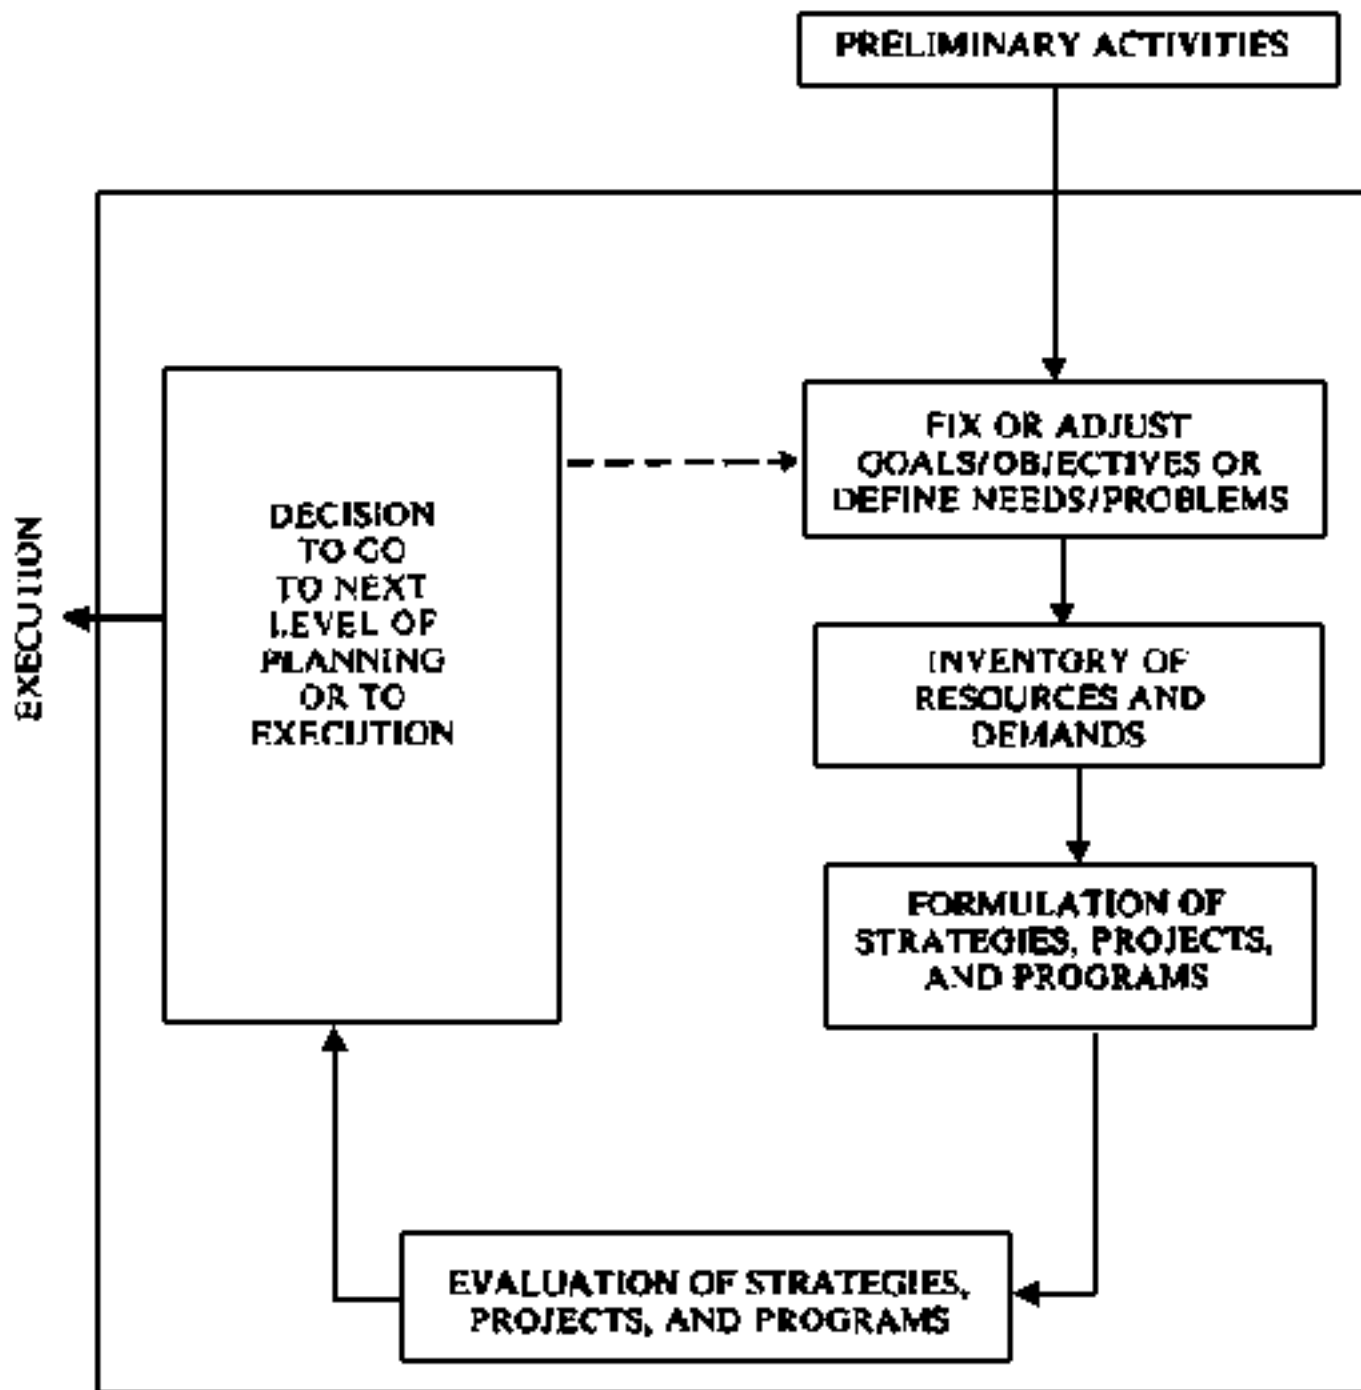 PRELIMINARY ACTIVITIES
FIX OR ADJUST
GOALS/OBJECTIVES OR
DEFINE NEEDS/PROBLEMS
INVENTORY OF
RESOURCES AND
DEMANDS
FORMULATION OF
STRATEGIES, PROJECTS,
AND PROGRAMS
EVALUATION OF STRATEGIES,
PROJECTS, AND PROGRAMS
DECISION
TO GO
TO NEXT
LEVEL OF
PLANNING
OR TO
EXECUTION
EXECUTION